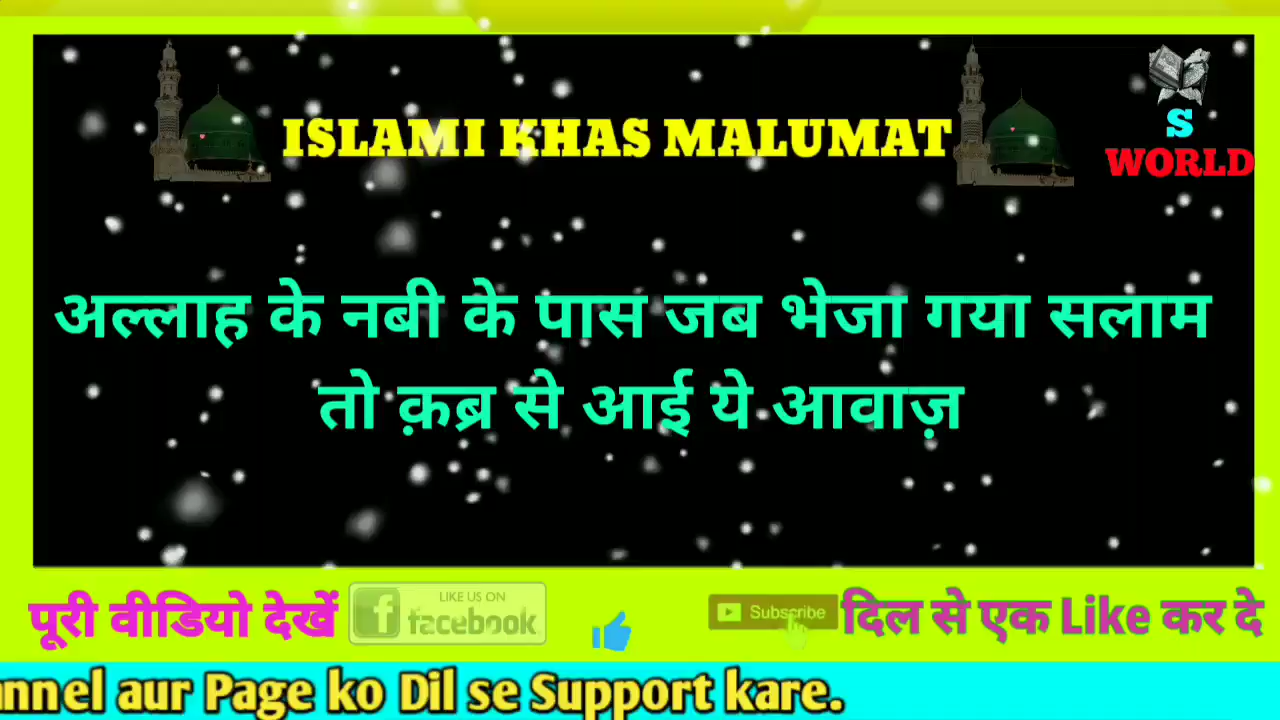 ISLAMI KHAS MALUMAT
S
WORLD
अल्लाह के नबी के पास जब भेजा गया सलाम
तो क़ब्र से आई ये आवाज़
पूरी वीडियो देखें
LIKE US ON
facebook
Subscribe
दिल से एक Like कर दे
annel aur Page ko Dil se Support kare.